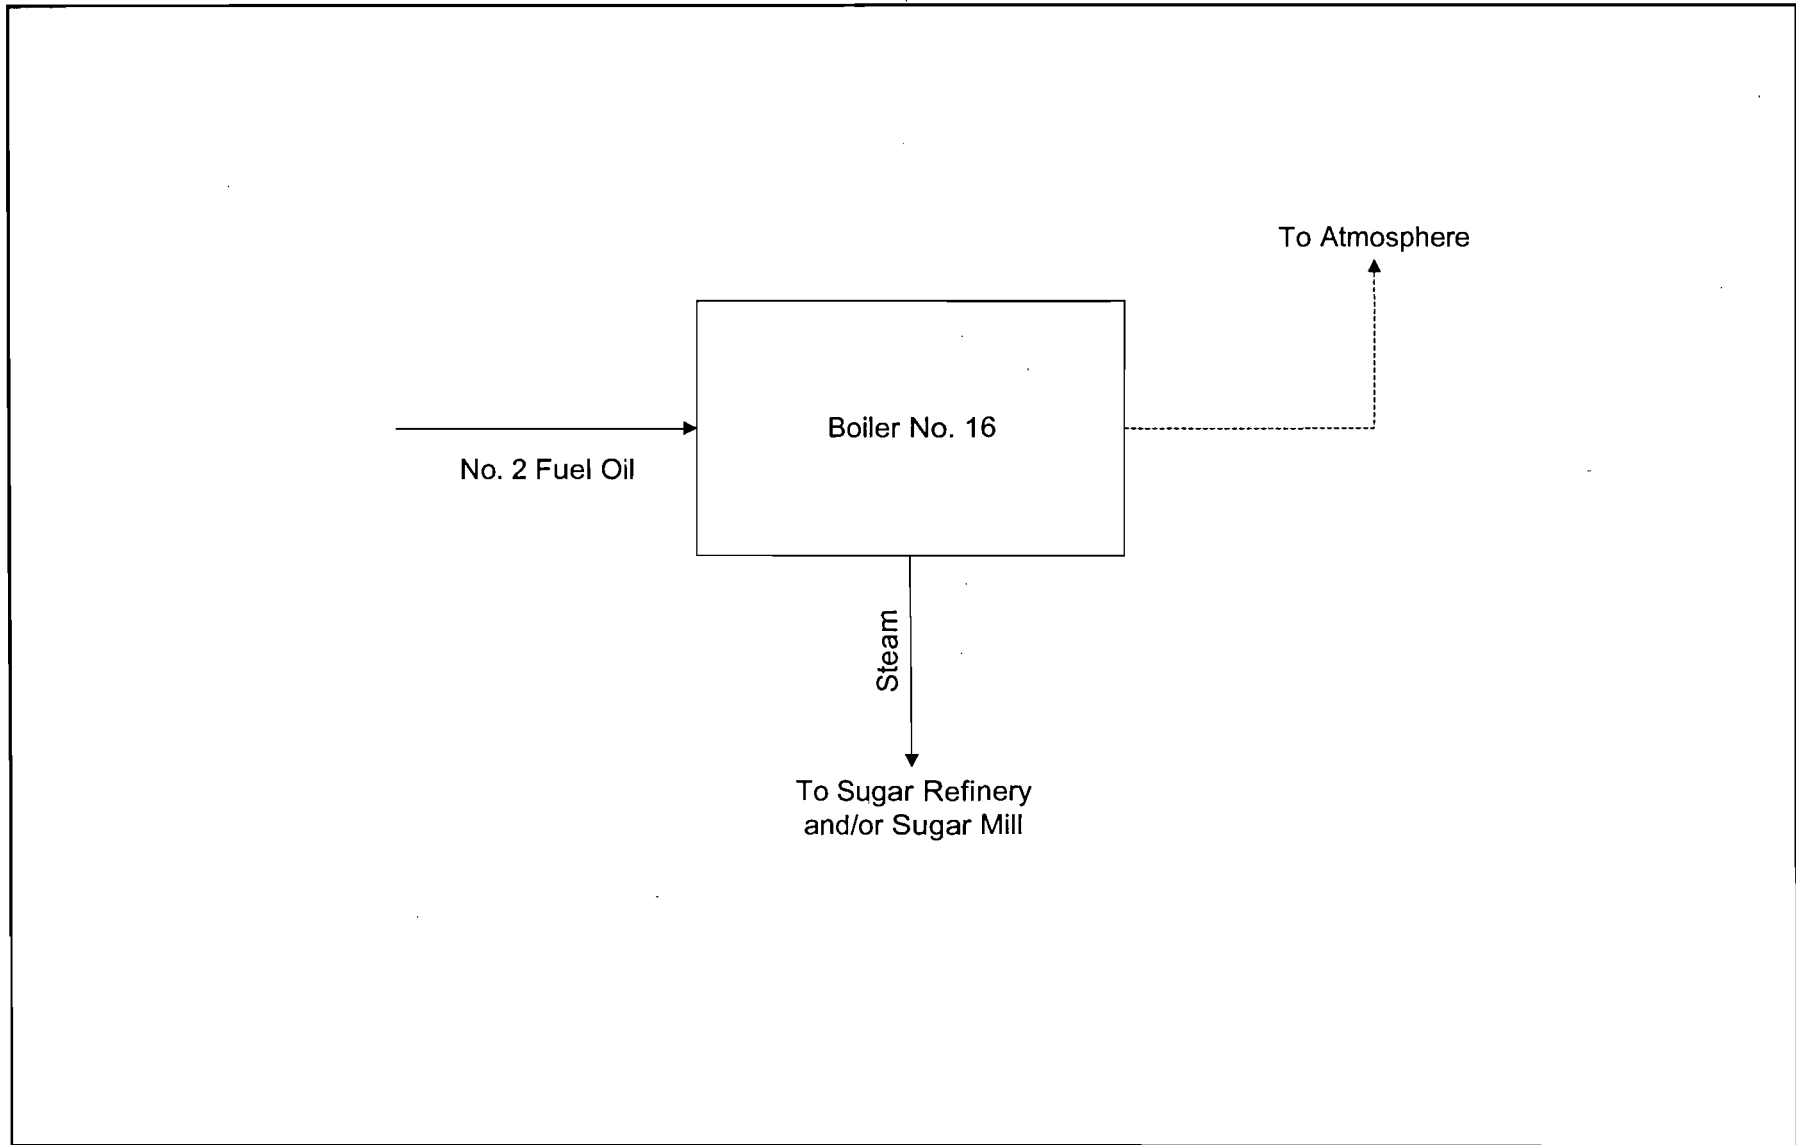 To Atmosphere
Boiler No. 16
No. 2 Fuel Oil
Steam
To Sugar Refinery
and/or Sugar Mill